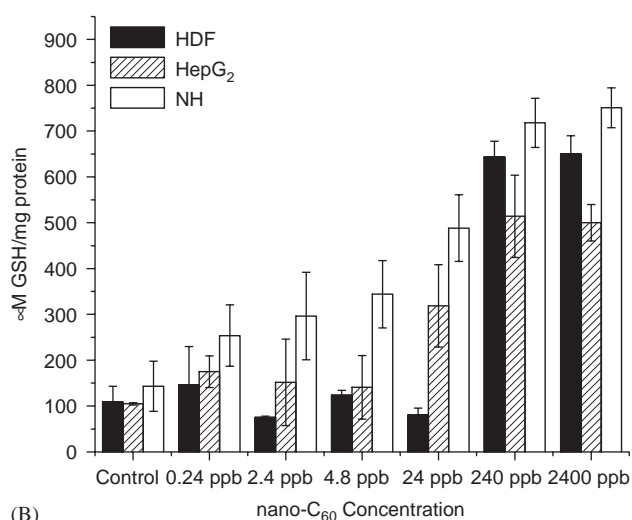 900
800
700
600
500
400
300
200
100
0
∝M GSH/mg protein
HDF
HepG₂
NH
Control 0.24 ppb 2.4 ppb 4.8 ppb 24 ppb 240 ppb 2400 ppb
(B) nano-C₆₀ Concentration